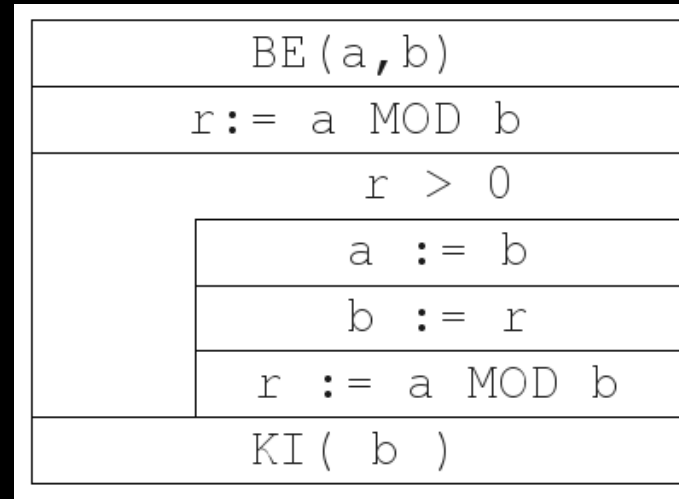 BE(a,b)
r:= a MOD b
r > 0
a := b
b := r
r := a MOD b
KI( b )